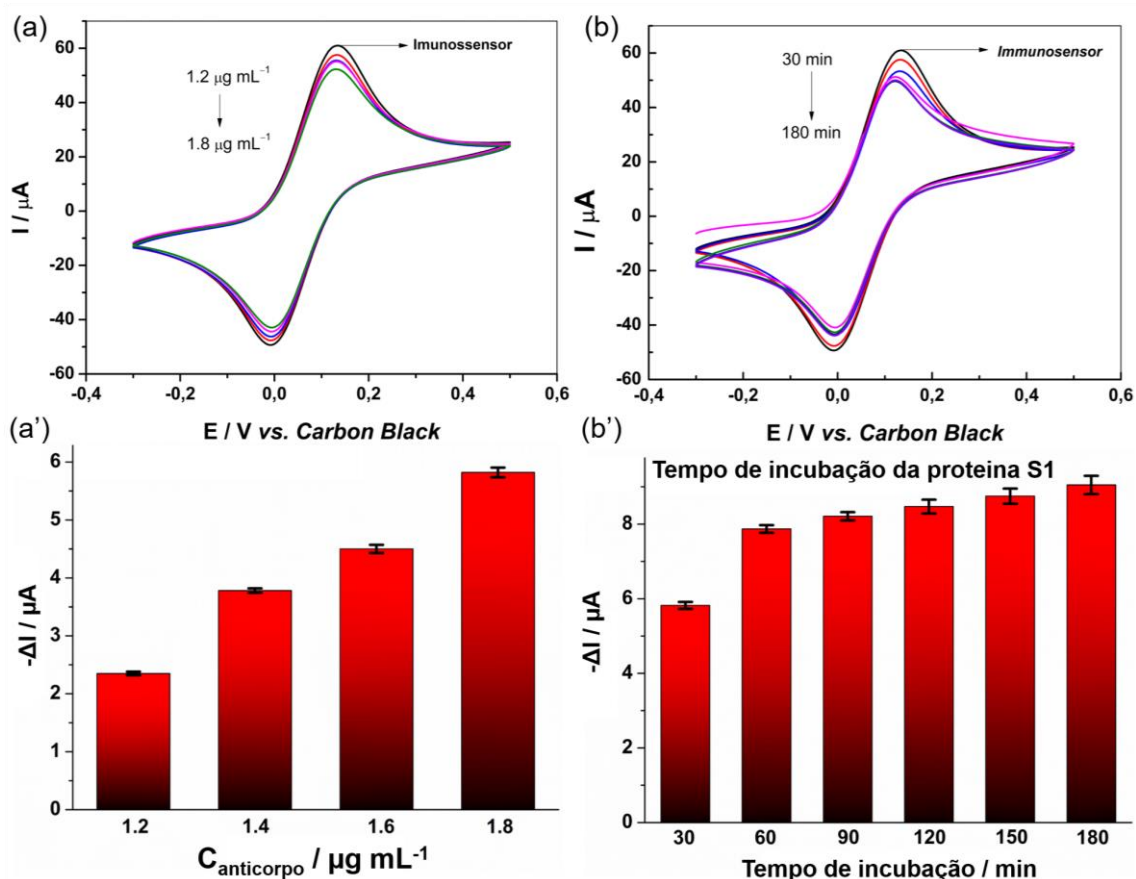 (a)
60
40
20
0
-20
-40
-60
I / µA
Imunossensor
1.2 µg mL⁻¹
1.8 µg mL⁻¹
-0,4
-0,2
0,0
0,2
0,4
0,6
E / V vs. Carbon Black
(b)
60
40
20
0
-20
-40
-60
I / µA
Immunosensor
30 min
180 min
-0,4
-0,2
0,0
0,2
0,4
0,6
E / V vs. Carbon Black
(a’)
6
5
4
3
2
1
0
-ΔI / µA
1.2
1.4
1.6
1.8
Canticorpo / µg mL-1
(b’)
Tempo de incubação da proteina S1
8
6
4
2
8
0
-ΔI / µA
30
60
90
120
150
180
Tempo de incubação / min